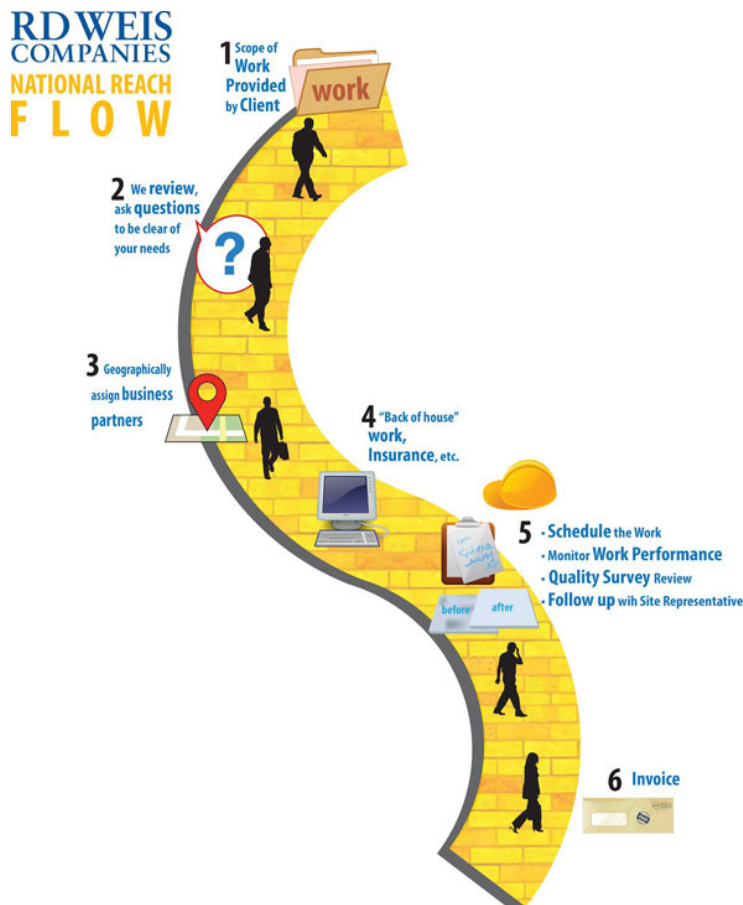 RD WEIS
COMPANIES
NATIONAL REACH
FLOW
1 Scope of
Work
Provided
by Client
work
2 We review,
ask questions
to be clear of
your needs
?
3 Geographically
assign business
partners
4 "Back of house"
work,
Insurance, etc.
5
· Schedule the Work
· Monitor Work Performance
· Quality Survey Review
· Follow up wih Site Representative
before
after
6 Invoice